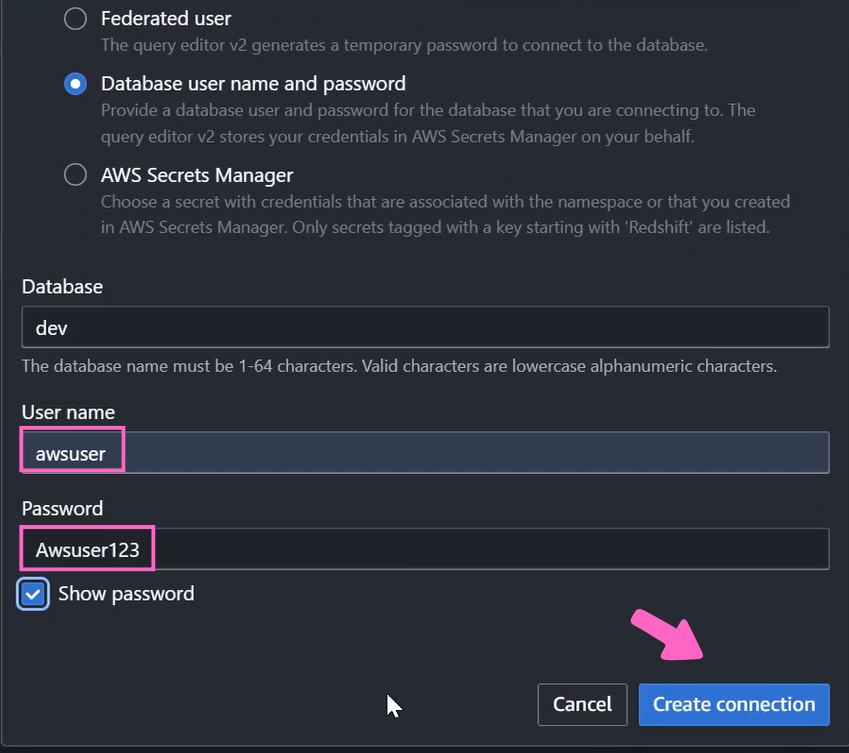 Federated user
The query editor v2 generates a temporary password to connect to the database.
Database user name and password
Provide a database user and password for the database that you are connecting to. The
query editor v2 stores your credentials in AWS Secrets Manager on your behalf.
AWS Secrets Manager
Choose a secret with credentials that are associated with the namespace or that you created
in AWS Secrets Manager. Only secrets tagged with a key starting with 'Redshift' are listed.
Database
dev
The database name must be 1-64 characters. Valid characters are lowercase alphanumeric characters.
User name
awsuser
Password
Awsuser123
Show password
Cancel
Create connection